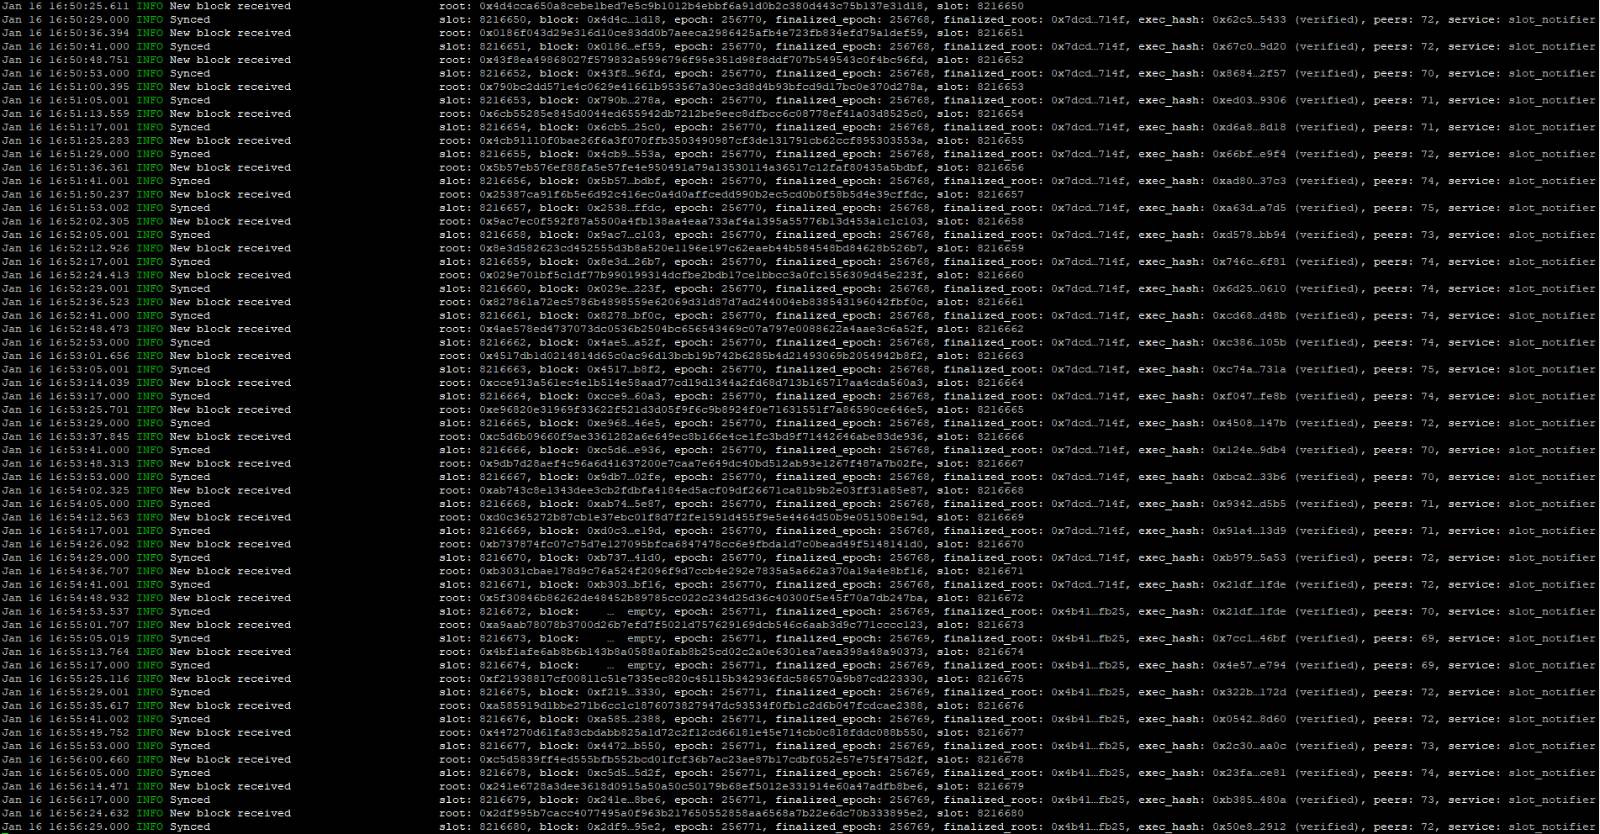 Jan 16 16:50:25.611 INFO New block received root: 0x4d4cca650a8cebe1bed7e5c9b1012b4ebbf6a91d0b2c380d443c75b137e31d18, slot: 8216650
Jan 16 16:50:29.000 INFO Synced slot: 8216650, block: 0x4d4c…1d18, epoch: 256770, finalized_epoch: 256768, finalized_root: 0x7dcd…714f, exec_hash: 0x62c5…5433 (verified), peers: 72, service: slot_notifier
Jan 16 16:50:36.394 INFO New block received root: 0x0186f043d29e316d10ce83dd0b7aeeca2986425afb4e723fb834efd79a1def59, slot: 8216651
Jan 16 16:50:41.000 INFO Synced slot: 8216651, block: 0x0186…ef59, epoch: 256770, finalized_epoch: 256768, finalized_root: 0x7dcd…714f, exec_hash: 0x67c0…9d20 (verified), peers: 72, service: slot_notifier
Jan 16 16:50:48.751 INFO New block received root: 0x43f8ea49868027f579832a5996796f95e351d98f8ddf707b549543c0f4bc96fd, slot: 8216652
Jan 16 16:50:53.000 INFO Synced slot: 8216652, block: 0x43f8…96fd, epoch: 256770, finalized_epoch: 256768, finalized_root: 0x7dcd…714f, exec_hash: 0x8684…2f57 (verified), peers: 70, service: slot_notifier
Jan 16 16:51:00.395 INFO New block received root: 0x790bc2dd571e4c0629e41661b953567a30ec3d8d4b93bfcd9d17bc0e370d278a, slot: 8216653
Jan 16 16:51:05.001 INFO Synced slot: 8216653, block: 0x790b…278a, epoch: 256770, finalized_epoch: 256768, finalized_root: 0x7dcd…714f, exec_hash: 0xed03…9306 (verified), peers: 71, service: slot_notifier
Jan 16 16:51:13.559 INFO New block received root: 0x6cb55285e845d0044ed655942db7212be9eec8dfbcc6c08778ef41a03d8525c0, slot: 8216654
Jan 16 16:51:17.001 INFO Synced slot: 8216654, block: 0x6cb5…25c0, epoch: 256770, finalized_epoch: 256768, finalized_root: 0x7dcd…714f, exec_hash: 0xd6a8…8d18 (verified), peers: 71, service: slot_notifier
Jan 16 16:51:25.283 INFO New block received root: 0x4cb91110f0bae26f6a3f070ffb3503490987cf3de131791cb62ccf895303553a, slot: 8216655
Jan 16 16:51:29.000 INFO Synced slot: 8216655, block: 0x4cb9…553a, epoch: 256770, finalized_epoch: 256768, finalized_root: 0x7dcd…714f, exec_hash: 0x66bf…e9f4 (verified), peers: 72, service: slot_notifier
Jan 16 16:51:36.361 INFO New block received root: 0x5b57eb576ef88fa5e57fe4e950491a79a13530114a36517c12faf80435a5bdbf, slot: 8216656
Jan 16 16:51:41.001 INFO Synced slot: 8216656, block: 0x5b57…bdbf, epoch: 256770, finalized_epoch: 256768, finalized_root: 0x7dcd…714f, exec_hash: 0xad80…37c3 (verified), peers: 74, service: slot_notifier
Jan 16 16:51:50.237 INFO New block received root: 0x25387ca91f6b5e6d92c416ec0a4d0affcedd9950b2ec5cd0b0f58b5d4e39cffdc, slot: 8216657
Jan 16 16:51:53.002 INFO Synced slot: 8216657, block: 0x2538…ffdc, epoch: 256770, finalized_epoch: 256768, finalized_root: 0x7dcd…714f, exec_hash: 0xa63d…a7d5 (verified), peers: 75, service: slot_notifier
Jan 16 16:52:02.305 INFO New block received root: 0x9ac7ec0f592f87a5500a4fb138a4eaa733af4a1395a55776b13d453a1c1c103, slot: 8216658
Jan 16 16:52:05.001 INFO Synced slot: 8216658, block: 0x9ac7…c103, epoch: 256770, finalized_epoch: 256768, finalized_root: 0x7dcd…714f, exec_hash: 0xd578…bb94 (verified), peers: 73, service: slot_notifier
Jan 16 16:52:12.926 INFO New block received root: 0x8e3d582623cd452555d3b8a520e1196e197c62eaeb44b584548bd84628b526b7, slot: 8216659
Jan 16 16:52:17.001 INFO Synced slot: 8216659, block: 0x8e3d…26b7, epoch: 256770, finalized_epoch: 256768, finalized_root: 0x7dcd…714f, exec_hash: 0x746c…6f81 (verified), peers: 74, service: slot_notifier
Jan 16 16:52:24.413 INFO New block received root: 0x029e701bf5c1df77b990199314dcfbe2bdb17ce1bbcc3a0fc1556309d45e223f, slot: 8216660
Jan 16 16:52:29.001 INFO Synced slot: 8216660, block: 0x029e…223f, epoch: 256770, finalized_epoch: 256768, finalized_root: 0x7dcd…714f, exec_hash: 0x6d25…0610 (verified), peers: 74, service: slot_notifier
Jan 16 16:52:36.523 INFO New block received root: 0x827861a72ec5786b4898559e62069d31d87d7ad244004eb838543196042fbf0c, slot: 8216661
Jan 16 16:52:41.000 INFO Synced slot: 8216661, block: 0x8278…bf0c, epoch: 256770, finalized_epoch: 256768, finalized_root: 0x7dcd…714f, exec_hash: 0xcd68…d48b (verified), peers: 74, service: slot_notifier
Jan 16 16:52:48.473 INFO New block received root: 0x4ae578ed4737073dc0536b2504bc656543469c07a797e0088622a4aae3c6a52f, slot: 8216662
Jan 16 16:52:53.000 INFO Synced slot: 8216662, block: 0x4ae5…a52f, epoch: 256770, finalized_epoch: 256768, finalized_root: 0x7dcd…714f, exec_hash: 0xc386…105b (verified), peers: 74, service: slot_notifier
Jan 16 16:53:01.656 INFO New block received root: 0x4517db1d0214814d65c0ac96d13bcb19b742b6285b4d21493069b2054942b8f2, slot: 8216663
Jan 16 16:53:05.001 INFO Synced slot: 8216663, block: 0x4517…b8f2, epoch: 256770, finalized_epoch: 256768, finalized_root: 0x7dcd…714f, exec_hash: 0xc74a…731a (verified), peers: 75, service: slot_notifier
Jan 16 16:53:14.039 INFO New block received root: 0xcce913a561ec4e1b514e58aad77cd19d1344a2fd68d713b165717aa4cda560a3, slot: 8216664
Jan 16 16:53:17.000 INFO Synced slot: 8216664, block: 0xcce9…60a3, epoch: 256770, finalized_epoch: 256768, finalized_root: 0x7dcd…714f, exec_hash: 0xf047…fe8b (verified), peers: 74, service: slot_notifier
Jan 16 16:53:25.701 INFO New block received root: 0xe96820e31969f33622f521d3d05f9f6c9b8924f0e71631551f7a86590ce646e5, slot: 8216665
Jan 16 16:53:29.000 INFO Synced slot: 8216665, block: 0xe968…46e5, epoch: 256770, finalized_epoch: 256768, finalized_root: 0x7dcd…714f, exec_hash: 0x4508…147b (verified), peers: 72, service: slot_notifier
Jan 16 16:53:37.845 INFO New block received root: 0xc5d6b09660f9ae3361282a6e649ec8b166e4ce1fc3bd9f71442646abe83de936, slot: 8216666
Jan 16 16:53:41.000 INFO Synced slot: 8216666, block: 0xc5d6…e936, epoch: 256770, finalized_epoch: 256768, finalized_root: 0x7dcd…714f, exec_hash: 0x124e…9db4 (verified), peers: 70, service: slot_notifier
Jan 16 16:53:48.313 INFO New block received root: 0x9db7d28aef4c96a6d41637200e7caa7e649dc40bd512ab93e1267f487a7b02fe, slot: 8216667
Jan 16 16:53:53.000 INFO Synced slot: 8216667, block: 0x9db7…02fe, epoch: 256770, finalized_epoch: 256768, finalized_root: 0x7dcd…714f, exec_hash: 0xbca2…33b6 (verified), peers: 70, service: slot_notifier
Jan 16 16:54:02.325 INFO New block received root: 0xab743c8e1343dee3cb2fdbfa4184ed5acf09df26671ca81b9b2e03ff31a85e87, slot: 8216668
Jan 16 16:54:05.000 INFO Synced slot: 8216668, block: 0xab74…5e87, epoch: 256770, finalized_epoch: 256768, finalized_root: 0x7dcd…714f, exec_hash: 0x9342…d5b5 (verified), peers: 71, service: slot_notifier
Jan 16 16:54:12.563 INFO New block received root: 0xd0c365272b87cb1e37ebc01f8d7f2fe1591d455f9e5e4464d50b9e051508e19d, slot: 8216669
Jan 16 16:54:17.001 INFO Synced slot: 8216669, block: 0xd0c3…e19d, epoch: 256770, finalized_epoch: 256768, finalized_root: 0x7dcd…714f, exec_hash: 0x91a4…13d9 (verified), peers: 71, service: slot_notifier
Jan 16 16:54:26.092 INFO New block received root: 0xb737874fc07c75d7e127095bfca6847478cc6e9fbda1d7c0bead49f5148141d0, slot: 8216670
Jan 16 16:54:29.000 INFO Synced slot: 8216670, block: 0xb737…41d0, epoch: 256770, finalized_epoch: 256768, finalized_root: 0x7dcd…714f, exec_hash: 0xb979…5a53 (verified), peers: 72, service: slot_notifier
Jan 16 16:54:36.707 INFO New block received root: 0xb3031cbae178d9c76a524f2096f9d7ccb4e292e7835a5a662a370a19a4e8bf16, slot: 8216671
Jan 16 16:54:41.001 INFO Synced slot: 8216671, block: 0xb303…bf16, epoch: 256770, finalized_epoch: 256768, finalized_root: 0x7dcd…714f, exec_hash: 0x21df…1fde (verified), peers: 72, service: slot_notifier
Jan 16 16:54:48.932 INFO New block received root: 0x5f30846b86262de48452b89785cc022c234d25d36c40300f5e45f70a7db247ba, slot: 8216672
Jan 16 16:54:53.537 INFO Synced slot: 8216672, block: … empty, epoch: 256771, finalized_epoch: 256769, finalized_root: 0x4b41…fb25, exec_hash: 0x21df…1fde (verified), peers: 70, service: slot_notifier
Jan 16 16:55:01.707 INFO New block received root: 0xa9aab78078b3700d26b7efd7f5021d757629169dcb546c6aab3d9c771cccc123, slot: 8216673
Jan 16 16:55:05.019 INFO Synced slot: 8216673, block: … empty, epoch: 256771, finalized_epoch: 256769, finalized_root: 0x4b41…fb25, exec_hash: 0x7cc1…46bf (verified), peers: 69, service: slot_notifier
Jan 16 16:55:13.764 INFO New block received root: 0x4bf1afe6ab8b6b143b8a0588a0fab8b25cd02c2a0e6301ea7aea398a48a90373, slot: 8216674
Jan 16 16:55:17.000 INFO Synced slot: 8216674, block: … empty, epoch: 256771, finalized_epoch: 256769, finalized_root: 0x4b41…fb25, exec_hash: 0x4e57…e794 (verified), peers: 69, service: slot_notifier
Jan 16 16:55:25.116 INFO New block received root: 0xf21938817cf00811c51e7335ec820c45115b342936fdc586570a9b87cd223330, slot: 8216675
Jan 16 16:55:29.001 INFO Synced slot: 8216675, block: 0xf219…3330, epoch: 256771, finalized_epoch: 256769, finalized_root: 0x4b41…fb25, exec_hash: 0x322b…172d (verified), peers: 72, service: slot_notifier
Jan 16 16:55:35.617 INFO New block received root: 0xa585919d1bbe271b6cc1c1876073827947dc93534f0fb1c2d6b047fcdcae2388, slot: 8216676
Jan 16 16:55:41.002 INFO Synced slot: 8216676, block: 0xa585…2388, epoch: 256771, finalized_epoch: 256769, finalized_root: 0x4b41…fb25, exec_hash: 0x0542…8d60 (verified), peers: 72, service: slot_notifier
Jan 16 16:55:49.752 INFO New block received root: 0x447270d61fa83cbdabb825a1d72c2f12cd66181e45e714cb0c818fddc088b550, slot: 8216677
Jan 16 16:55:53.000 INFO Synced slot: 8216677, block: 0x4472…b550, epoch: 256771, finalized_epoch: 256769, finalized_root: 0x4b41…fb25, exec_hash: 0x2c30…aa0c (verified), peers: 73, service: slot_notifier
Jan 16 16:56:00.660 INFO New block received root: 0xc5d5839ff4ed555bfb552bcd01fcf36b7ac23ae87b17cdbf052e57e75f475d2f, slot: 8216678
Jan 16 16:56:05.000 INFO Synced slot: 8216678, block: 0xc5d5…5d2f, epoch: 256771, finalized_epoch: 256769, finalized_root: 0x4b41…fb25, exec_hash: 0x23fa…ce81 (verified), peers: 74, service: slot_notifier
Jan 16 16:56:14.471 INFO New block received root: 0x241e6728a3dee3618d0915a50a50c50179b68ef5012e331914e60a47adfb8be6, slot: 8216679
Jan 16 16:56:17.000 INFO Synced slot: 8216679, block: 0x241e…8be6, epoch: 256771, finalized_epoch: 256769, finalized_root: 0x4b41…fb25, exec_hash: 0xb385…480a (verified), peers: 73, service: slot_notifier
Jan 16 16:56:24.632 INFO New block received root: 0x2df995b7cacc4077495a0f963b217650552858aa6568a7b22e6dc70b333895e2, slot: 8216680
Jan 16 16:56:29.000 INFO Synced slot: 8216680, block: 0x2df9…95e2, epoch: 256771, finalized_epoch: 256769, finalized_root: 0x4b41…fb25, exec_hash: 0x50e8…2912 (verified), peers: 72, service: slot_notifier